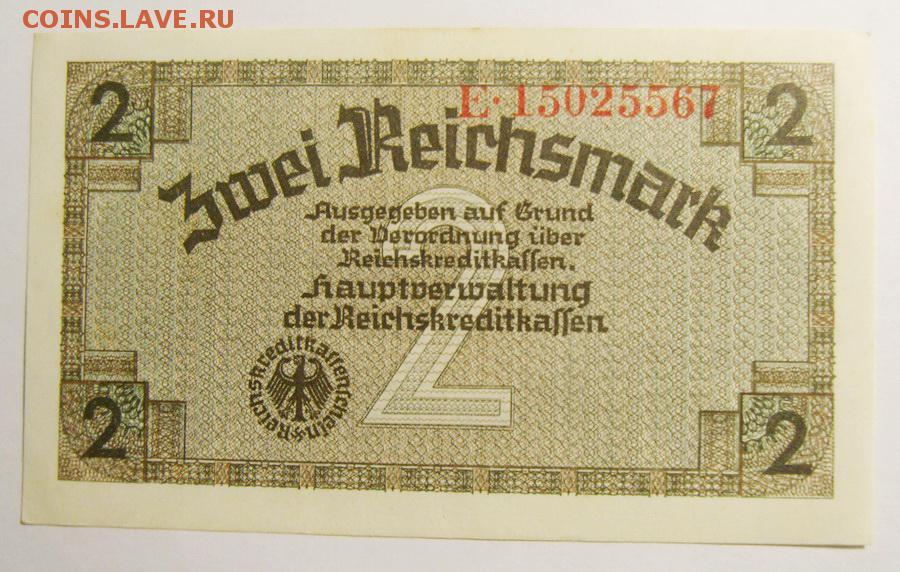 COINS.LAVE.RU
2 2
E·15025567
Zwei Reichsmark
Ausgegeben auf Grund
der Verordnung über
Reichskreditkassen.
Hauptverwaltung
der Reichskreditkassen
2
Reichskreditkassenschein
2 2